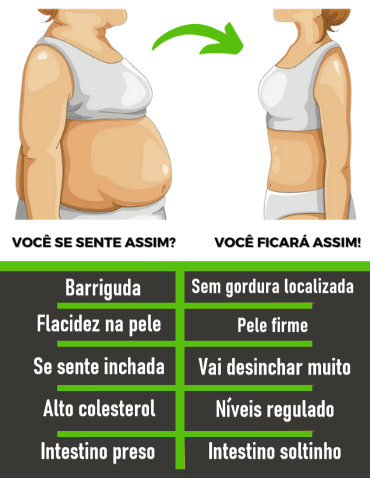 VOCÊ SE SENTE ASSIM?
VOCÊ FICARÁ ASSIM!
Barriguda
Sem gordura localizada
Flacidez na pele
Pele firme
Se sente inchada
Vai desinchar muito
Alto colesterol
Níveis regulado
Intestino preso
Intestino soltinho